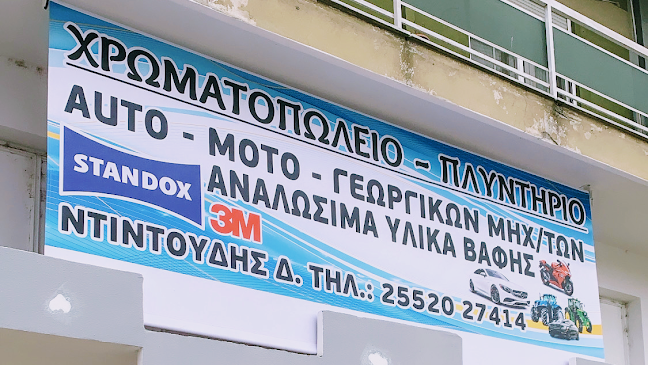 ΧΡΩΜΑΤΟΠΩΛΕΙΟ - ΠΛΥΝΤΗΡΙΟ
AUTO - MOTO - ΓΕΩΡΓΙΚΩΝ ΜΗΧ/ΤΩΝ
STANDOX ΑΝΑΛΩΣΙΜΑ ΥΛΙΚΑ ΒΑΦΗΣ
3M
ΝΤΙΝΤΟΥΔΗΣ Δ. ΤΗΛ.: 25520 27414